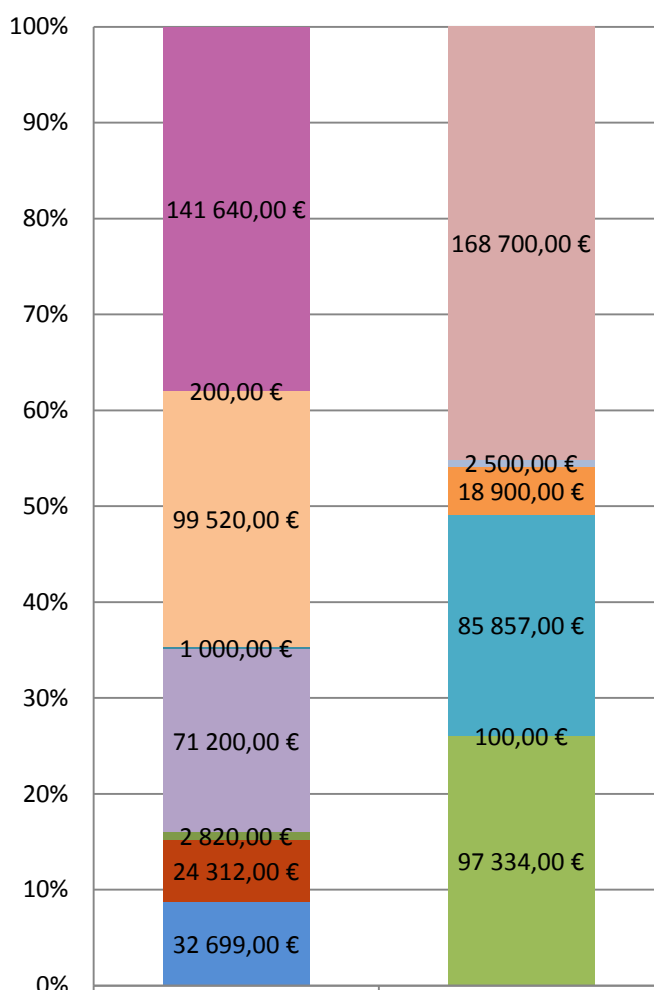 100%
90%
80%
70%
60%
50%
40%
30%
20%
10%
0%
141 640,00 €
200,00 €
99 520,00 €
1 000,00 €
71 200,00 €
2 820,00 €
24 312,00 €
32 699,00 €
168 700,00 €
2 500,00 €
18 900,00 €
85 857,00 €
100,00 €
97 334,00 €